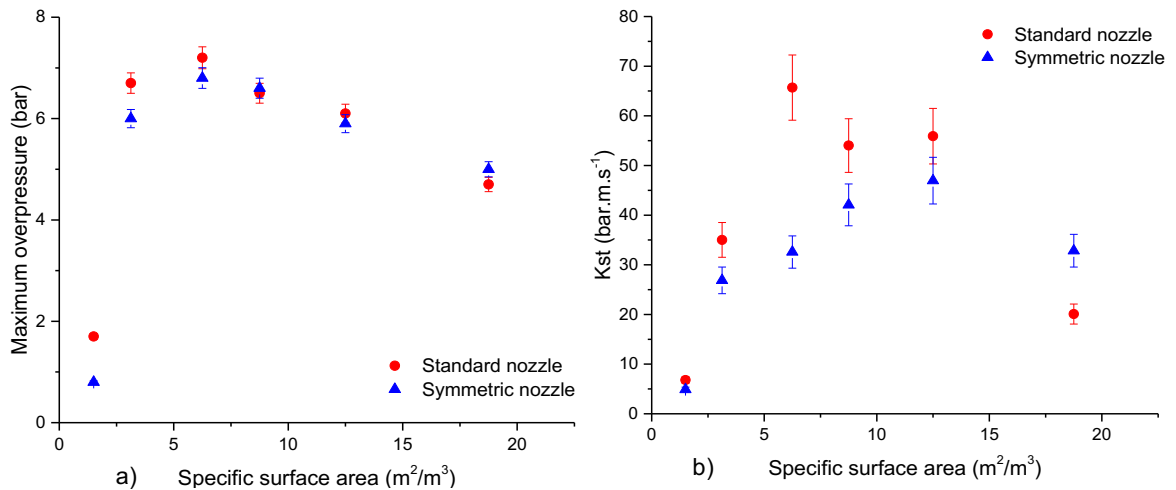 8
6
4
2
0
Maximum overpressure (bar)
Standard nozzle
Symmetric nozzle
0 5 10 15 20
a) Specific surface area (m²/m³)
80
70
60
50
40
30
20
10
0
Kst (bar.m.s⁻¹)
Standard nozzle
Symmetric nozzle
0 5 10 15 20
b) Specific surface area (m²/m³)